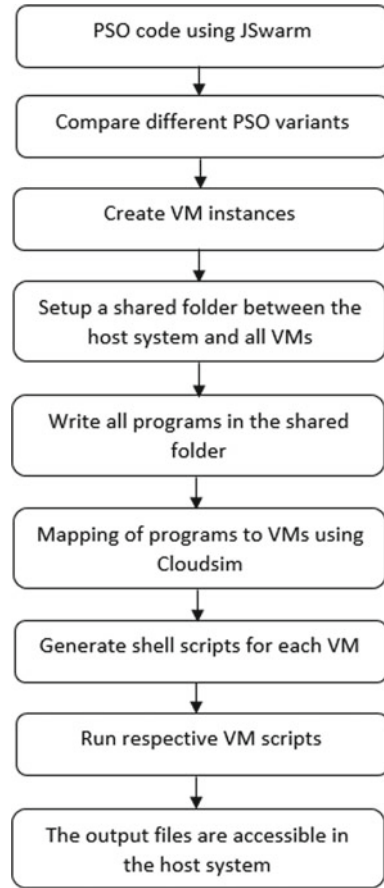 PSO code using JSwarm
Compare different PSO variants
Create VM instances
Setup a shared folder between the
host system and all VMs
Write all programs in the shared
folder
Mapping of programs to VMs using
Cloudsim
Generate shell scripts for each VM
Run respective VM scripts
The output files are accessible in
the host system